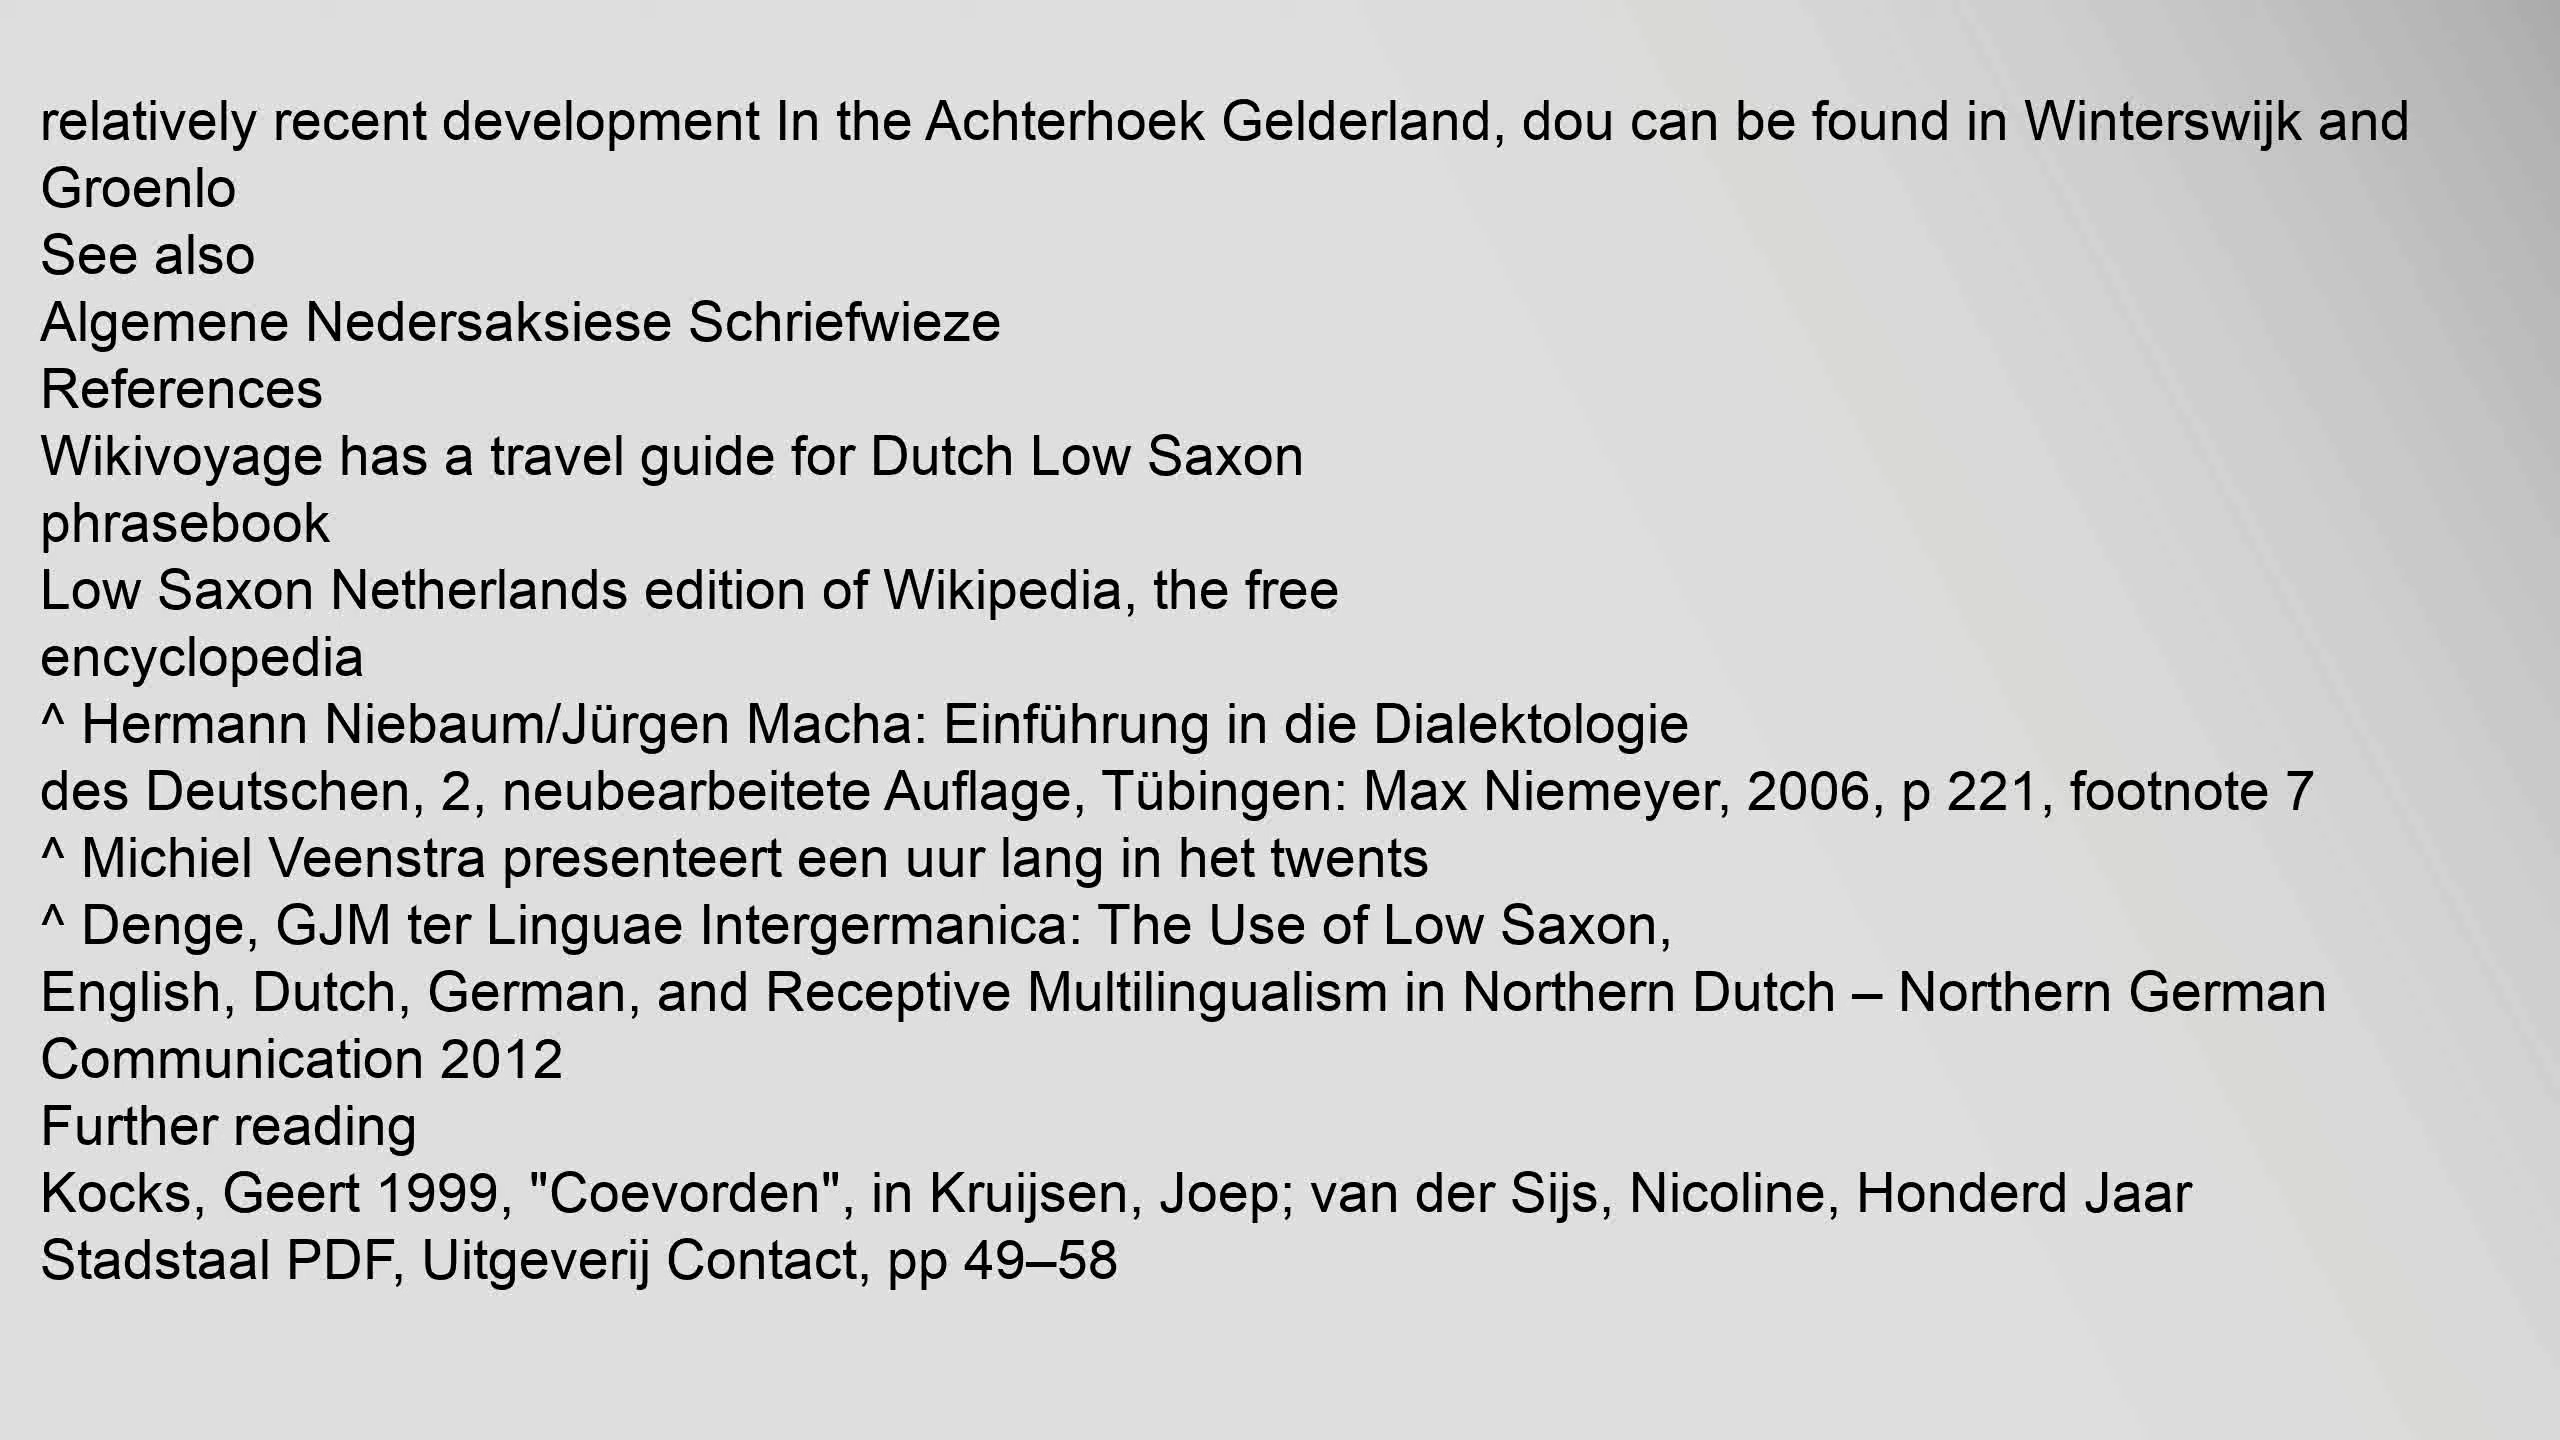 relatively recent development In the Achterhoek Gelderland, dou can be found in Winterswijk and
Groenlo
See also
Algemene Nedersaksiese Schriefwieze
References
Wikivoyage has a travel guide for Dutch Low Saxon
phrasebook
Low Saxon Netherlands edition of Wikipedia, the free
encyclopedia
^ Hermann Niebaum/Jürgen Macha: Einführung in die Dialektologie
des Deutschen, 2, neubearbeitete Auflage, Tübingen: Max Niemeyer, 2006, p 221, footnote 7
^ Michiel Veenstra presenteert een uur lang in het twents
^ Denge, GJM ter Linguae Intergermanica: The Use of Low Saxon,
English, Dutch, German, and Receptive Multilingualism in Northern Dutch – Northern German
Communication 2012
Further reading
Kocks, Geert 1999, "Coevorden", in Kruijsen, Joep; van der Sijs, Nicoline, Honderd Jaar
Stadstaal PDF, Uitgeverij Contact, pp 49–58